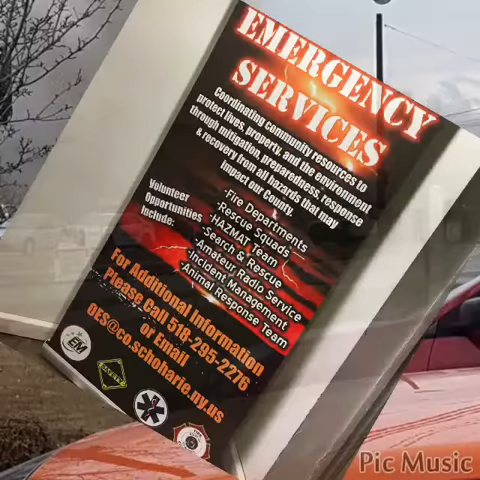 EMERGENCY
SERVICES
Coordinating community resources to
protect lives, property, and the environment
through mitigation, preparedness, response
& recovery from all hazards that may
impact our County.
Volunteer
Opportunities
Include:
-Fire Departments
-Rescue Squads
-HAZMAT Team
-Search & Rescue
-Amateur Radio Service
-Incident Management
-Animal Response Team
For Additional Information
Please Call 518-295-2276
or Email
OES@co.schoharie.ny.us
EM
Pic Music